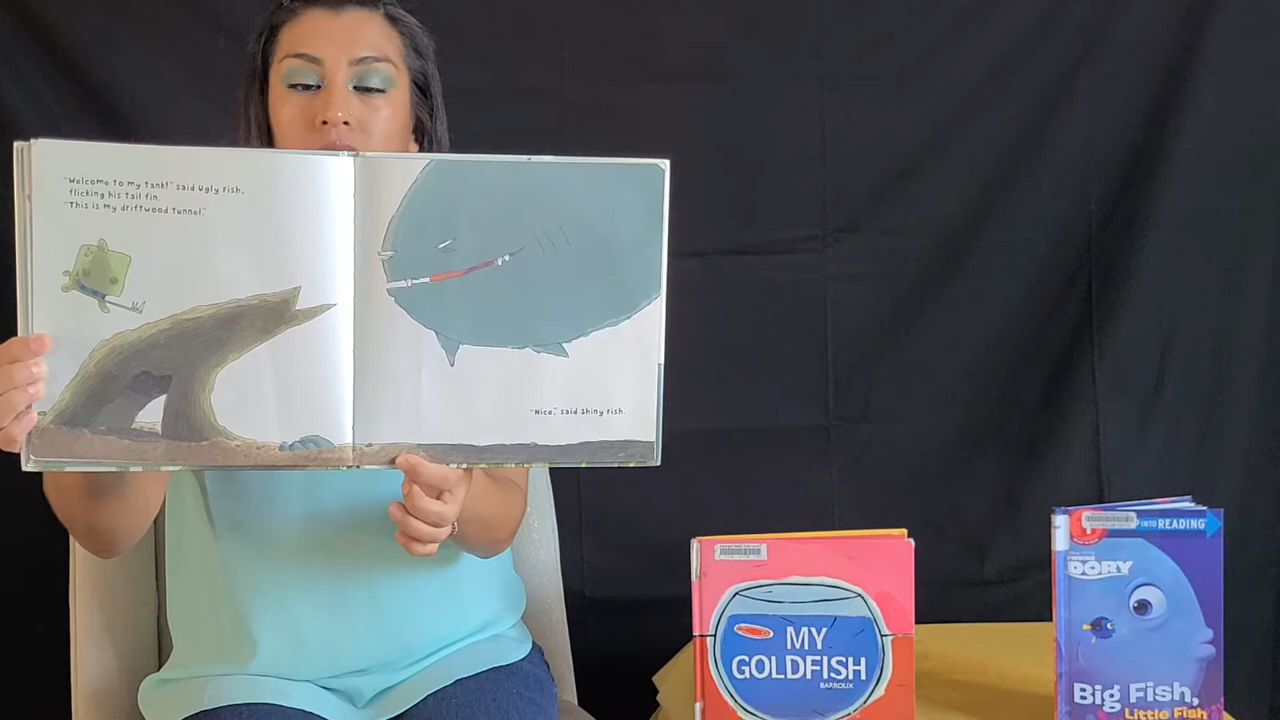 "Welcome to my tank!" said Ugly Fish,
flicking his tail fin.
"This is my driftwood tunnel."
"Nice," said Shiny Fish.
MY
GOLDFISH
BARROUX
INTO READING
DORY
Big Fish,
Little Fish